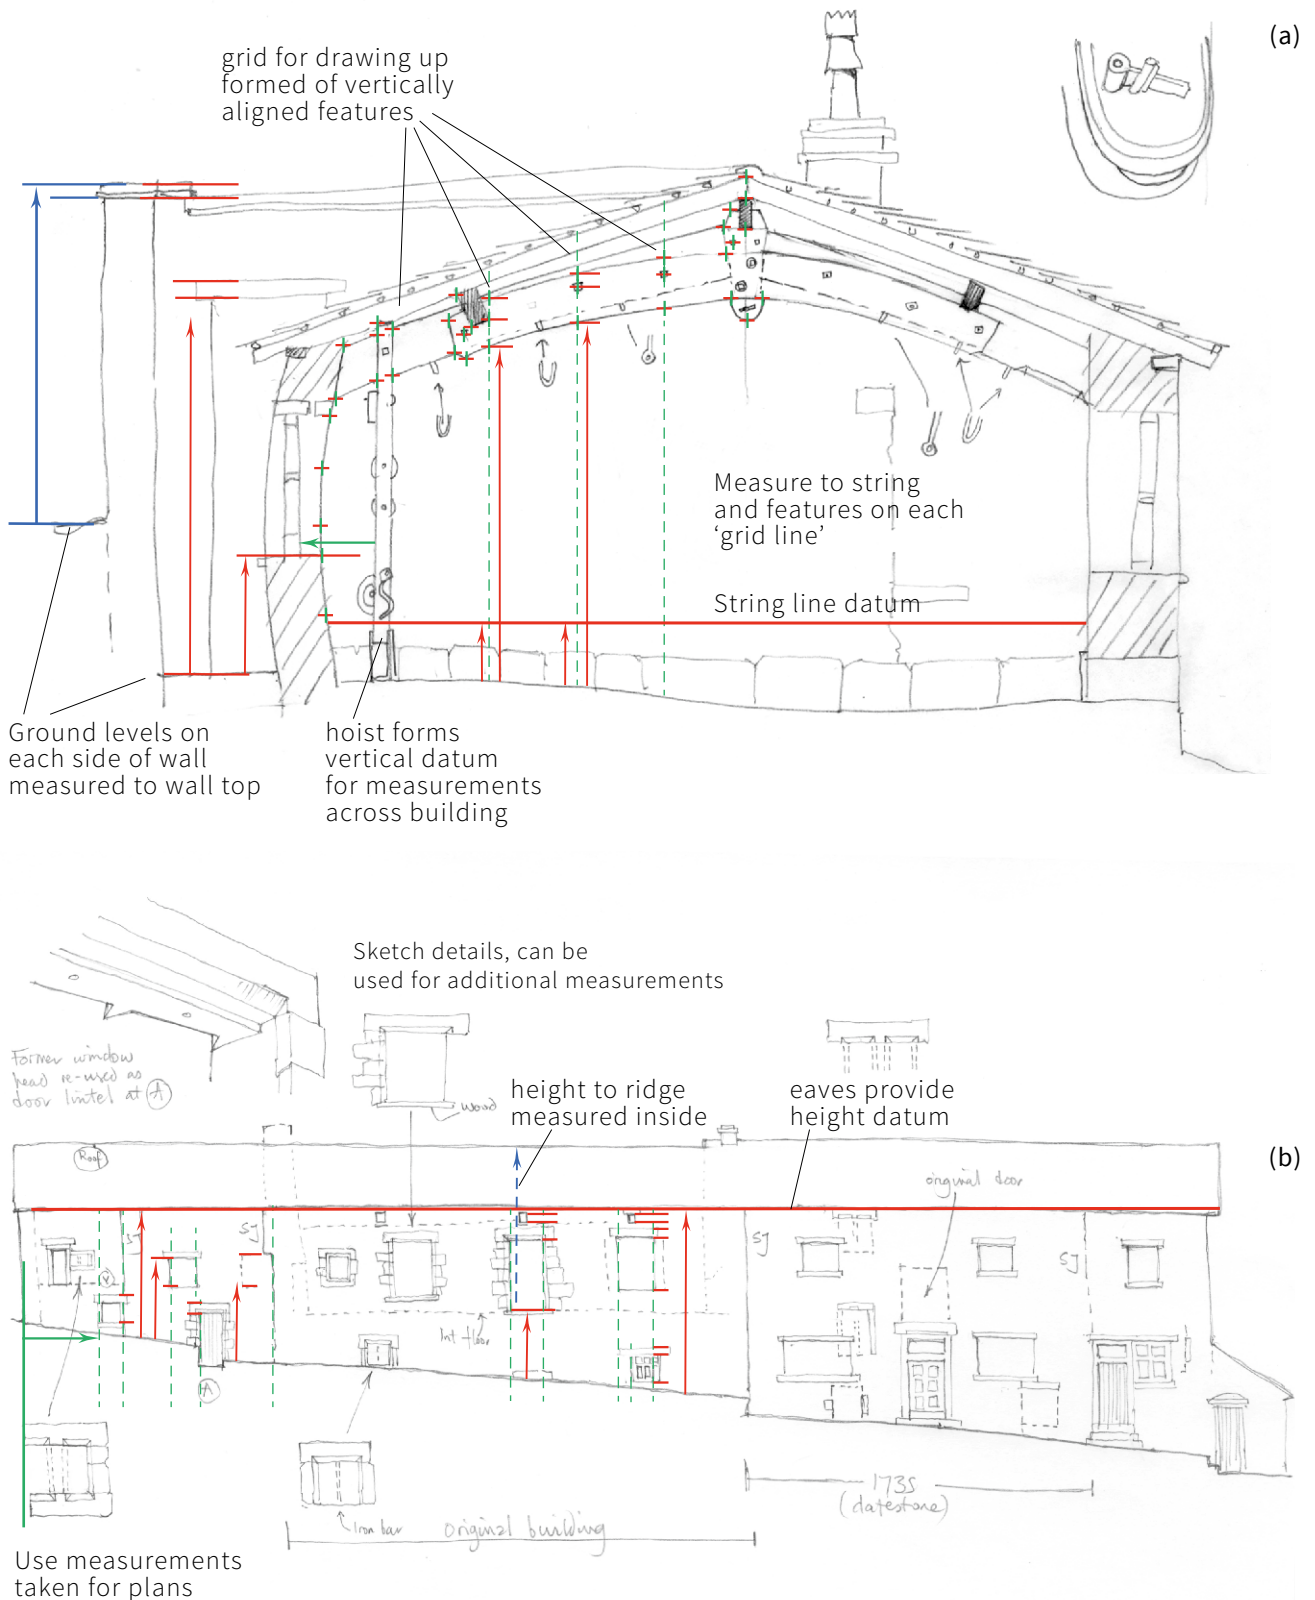 (a)
grid for drawing up
formed of vertically
aligned features
Measure to string
and features on each
‘grid line’
String line datum
Ground levels on
each side of wall
measured to wall top
hoist forms
vertical datum
for measurements
across building
Sketch details, can be
used for additional measurements
Former window
head re-used as
door lintel at A
wood
height to ridge
measured inside
eaves provide
height datum
(b)
Roof
original door
SJ
SJ
SJ
SJ
Int floor
A
1735
(datestone)
Iron bar
original building
Use measurements
taken for plans